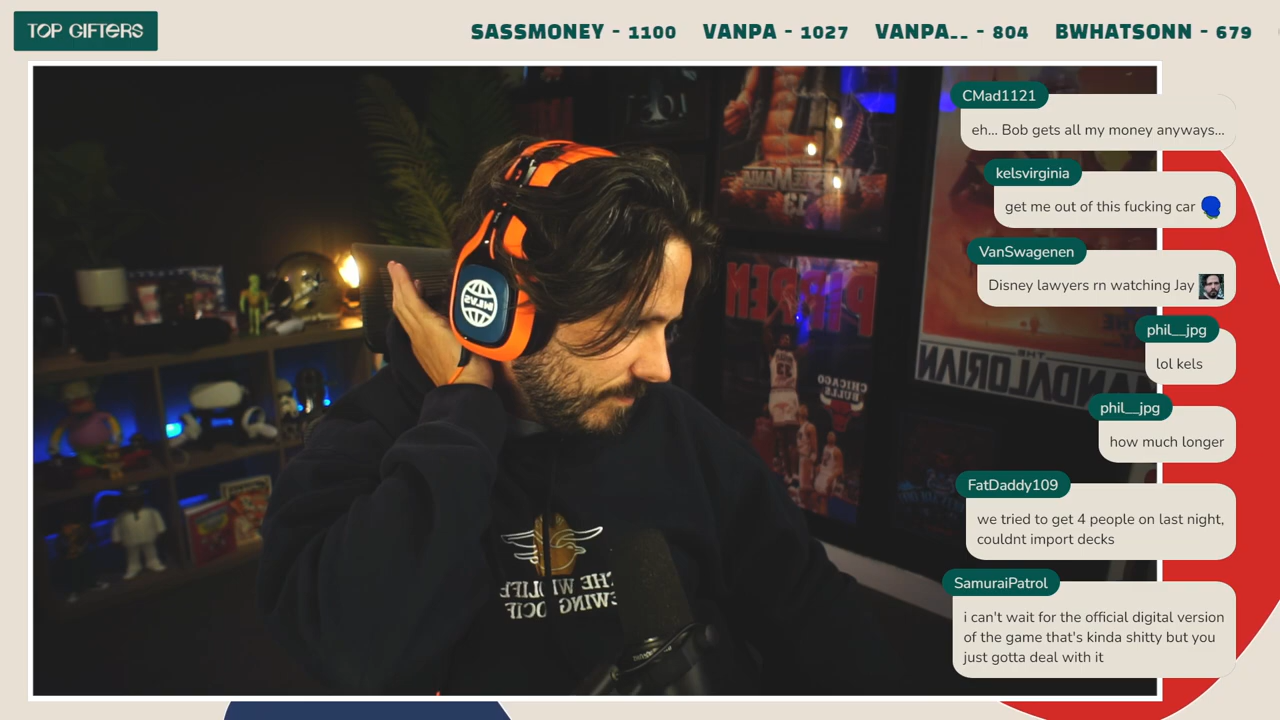 TOP GIFTERS
SASSMONEY - 1100 VANPA - 1027 VANPA__ - 804 BWHATSONN - 679
CMad1121
eh... Bob gets all my money anyways...
kelsvirginia
get me out of this fucking car
VanSwagenen
Disney lawyers rn watching Jay
phil__jpg
lol kels
phil__jpg
how much longer
FatDaddy109
we tried to get 4 people on last night,
couldnt import decks
SamuraiPatrol
i can't wait for the official digital version
of the game that's kinda shitty but you
just gotta deal with it
PIPPEN
CHICAGO
BULLS
THE
MANDALORIAN
THE WILDLIFE